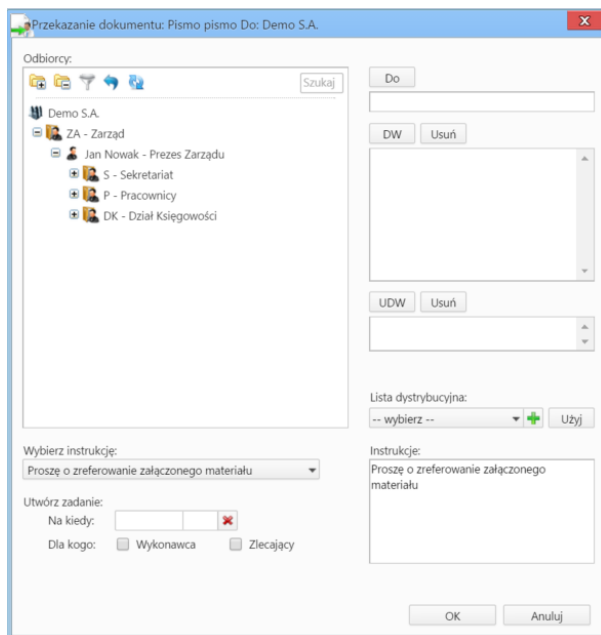 Przekazanie dokumentu: Pismo pismo Do: Demo S.A.
Odbiorcy:
Szukaj
Demo S.A.
ZA - Zarząd
Jan Nowak - Prezes Zarządu
S - Sekretariat
P - Pracownicy
DK - Dział Księgowości
Do
DW Usuń
UDW Usuń
Lista dystrybucyjna:
-- wybierz -- Użyj
Wybierz instrukcję:
Proszę o zreferowanie załączonego materiału
Utwórz zadanie:
Na kiedy:
Dla kogo: Wykonawca Zlecający
Instrukcje:
Proszę o zreferowanie załączonego
materiału
OK Anuluj